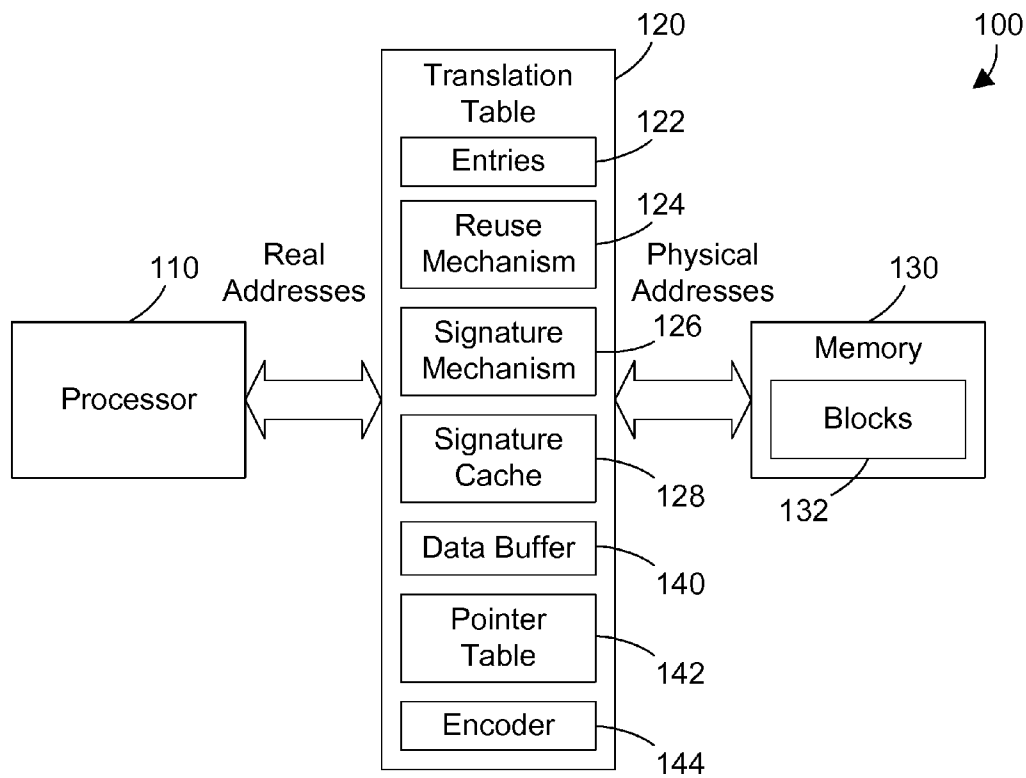 120
100
Translation
Table
122
Entries
124
Reuse
Mechanism
110
Real
Addresses
Physical
Addresses
130
126
Processor
Signature
Mechanism
Memory
Blocks
Signature
Cache
128
132
Data Buffer
140
Pointer
Table
142
Encoder
144